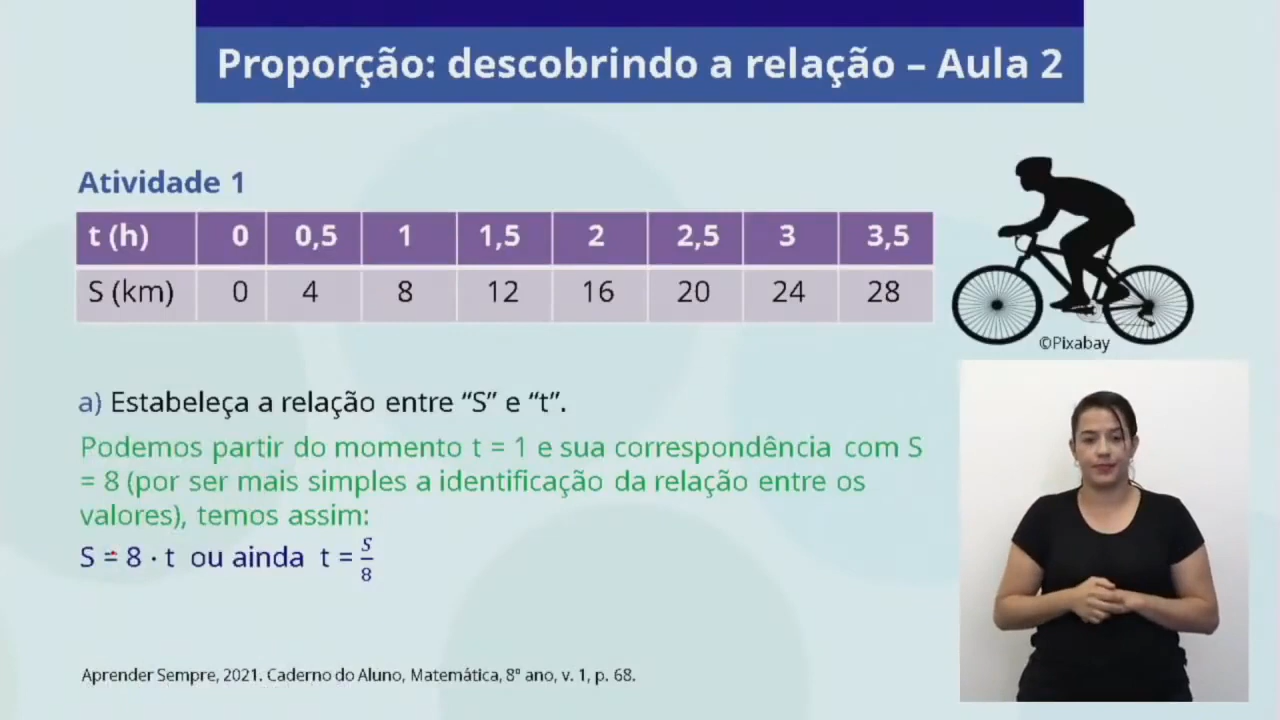 Proporção: descobrindo a relação – Aula 2
Atividade 1
t (h) 0 0,5 1 1,5 2 2,5 3 3,5
S (km) 0 4 8 12 16 20 24 28
©Pixabay
a) Estabeleça a relação entre “S” e “t”.
Podemos partir do momento t = 1 e sua correspondência com S
= 8 (por ser mais simples a identificação da relação entre os
valores), temos assim:
S = 8 · t ou ainda t = S/8
Aprender Sempre, 2021. Caderno do Aluno, Matemática, 8º ano, v. 1, p. 68.